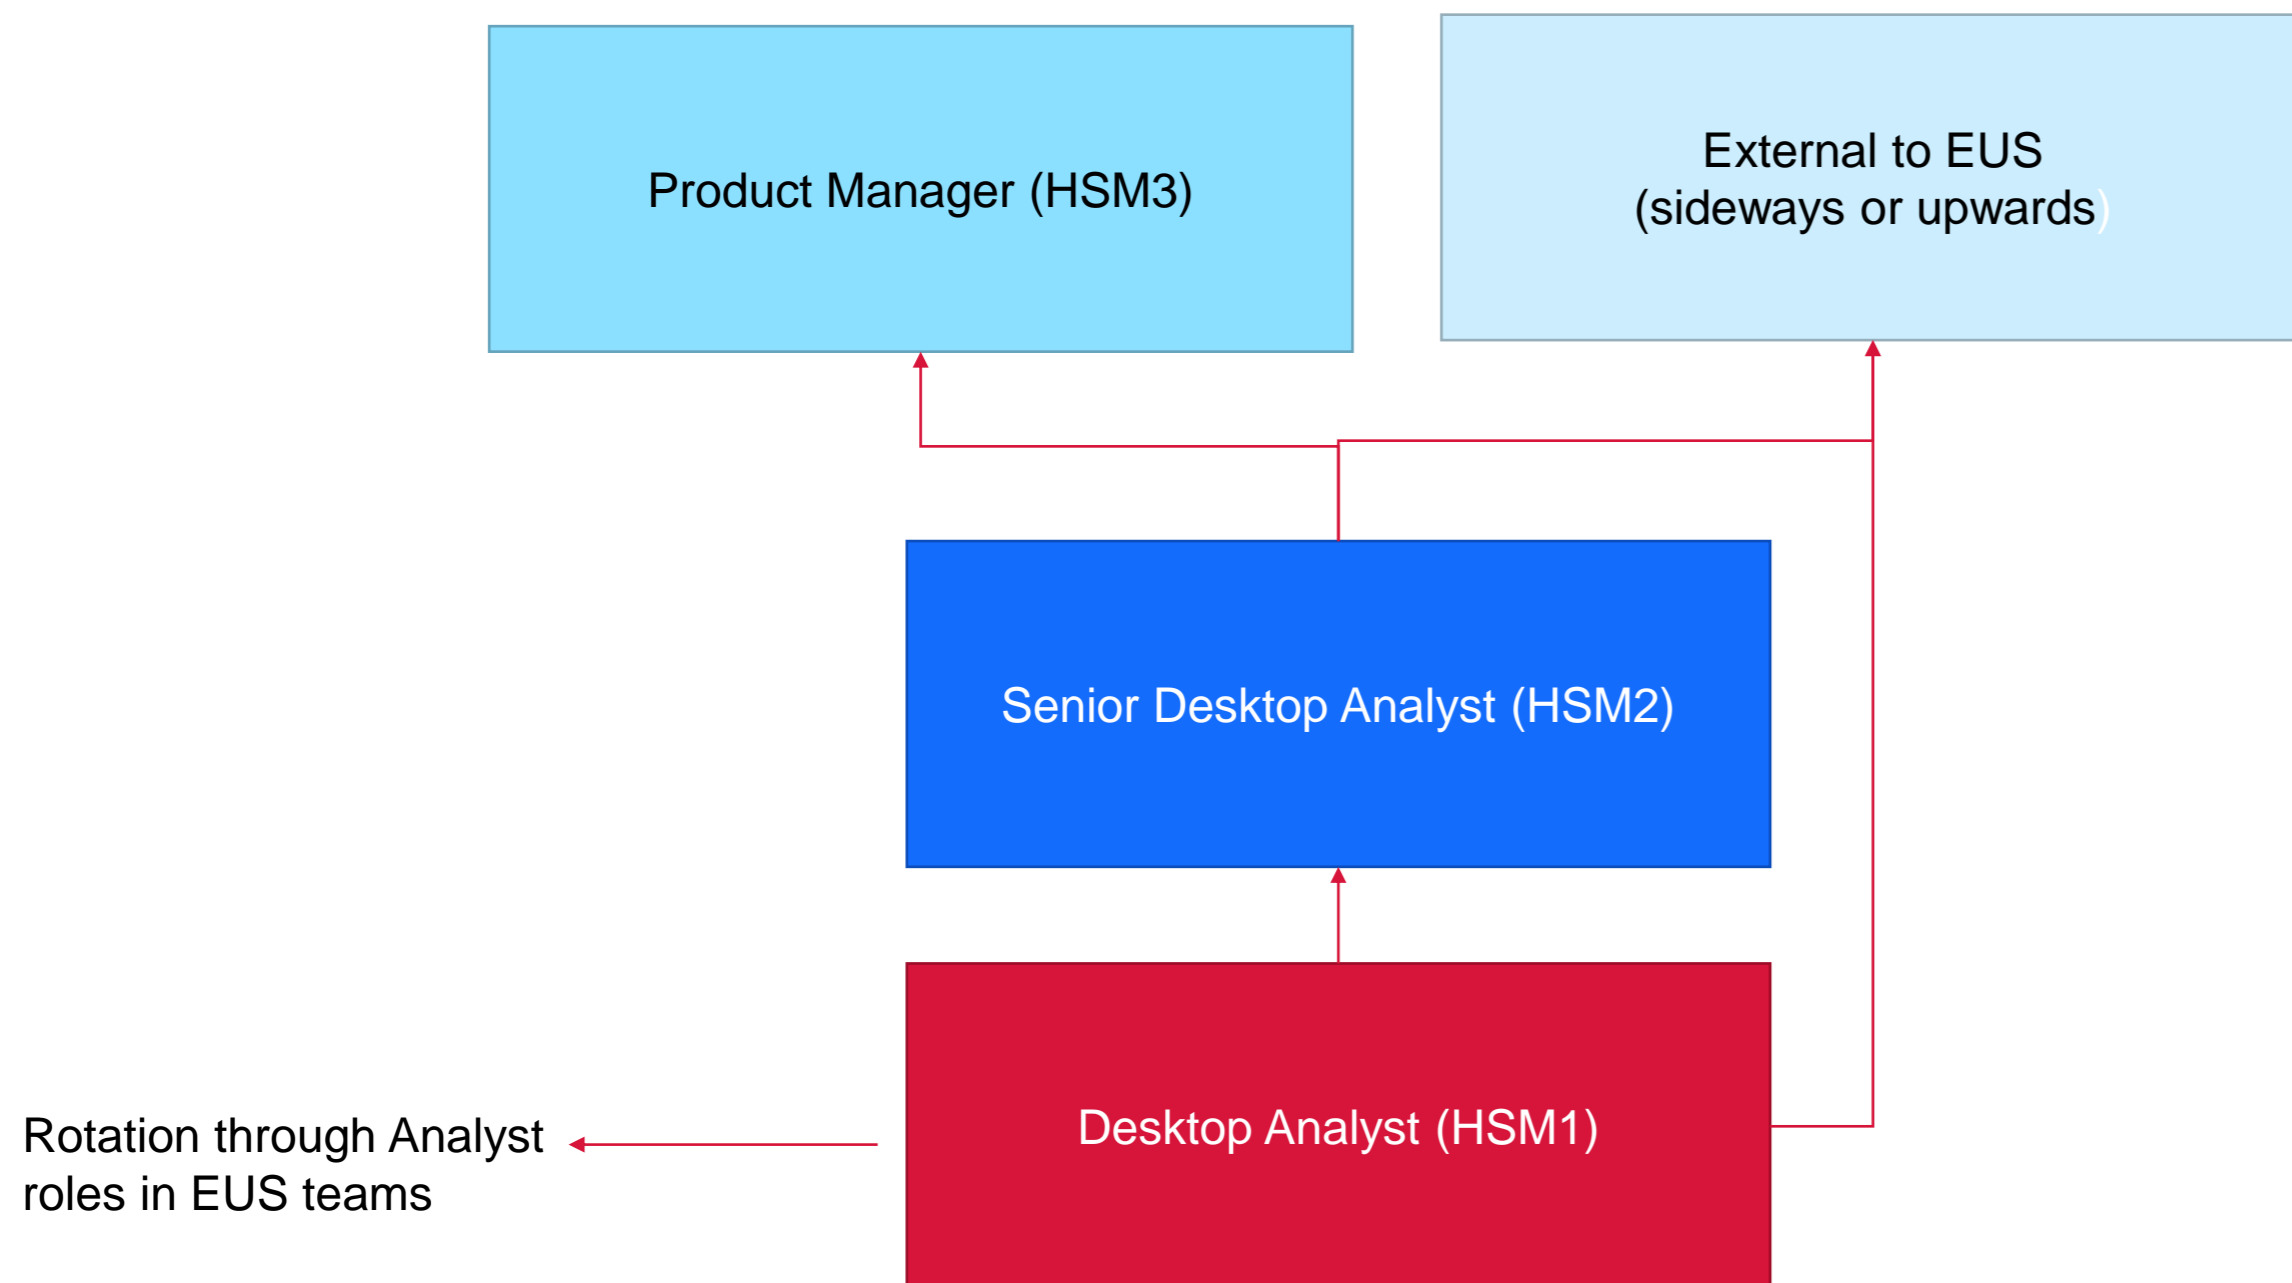 Product Manager (HSM3)
External to EUS
(sideways or upwards)
Senior Desktop Analyst (HSM2)
Desktop Analyst (HSM1)
Rotation through Analyst
roles in EUS teams